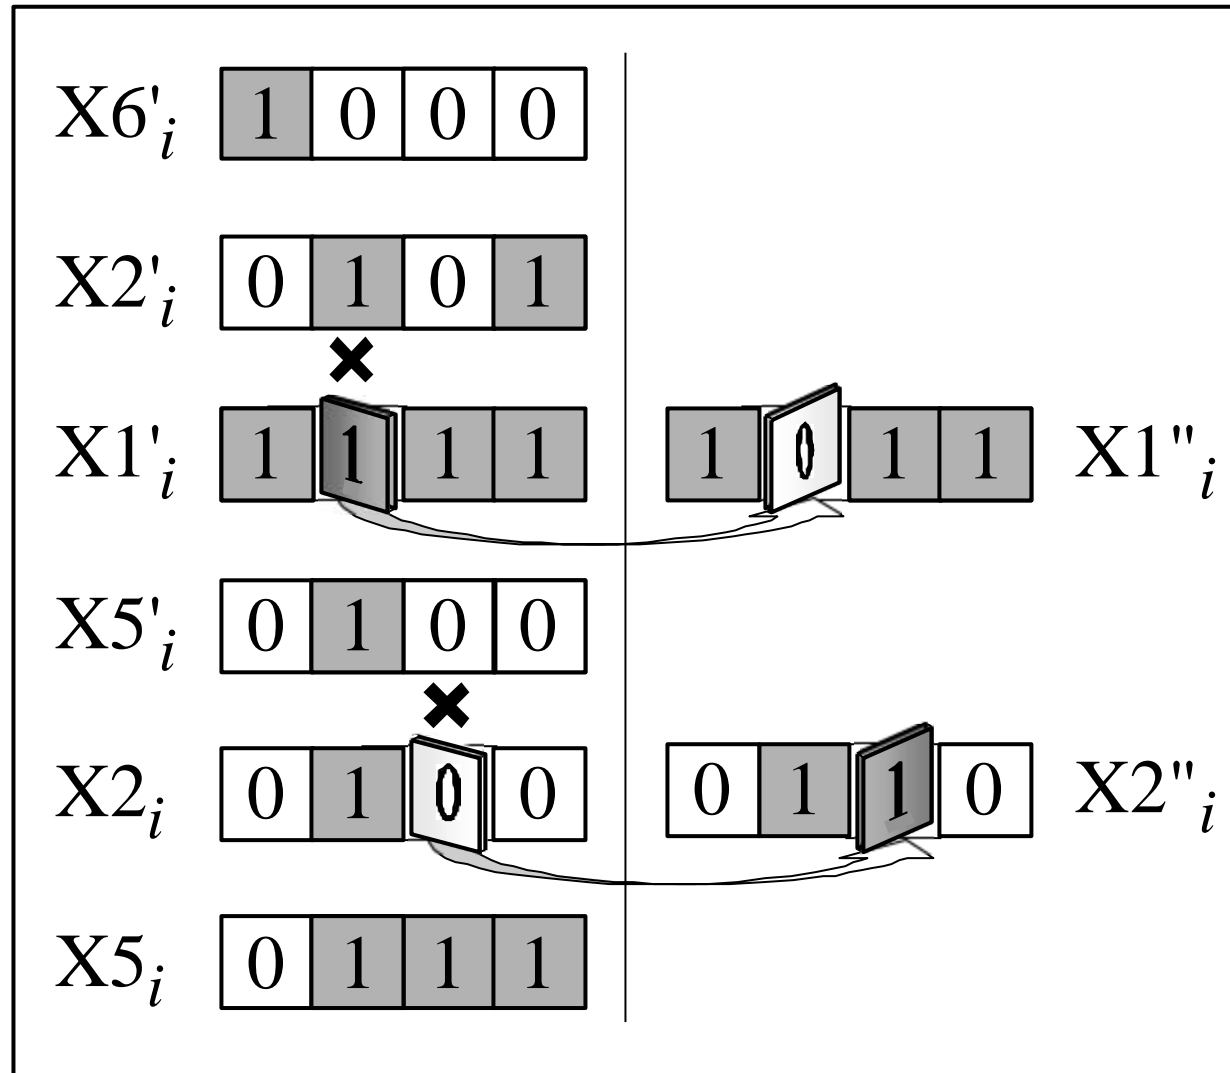 X6'i 1 0 0 0
X2'i 0 1 0 1
X1'i 1 1 1 1 1 0 1 1 X1"i
X5'i 0 1 0 0
X2i 0 1 0 0 0 1 1 0 X2"i
X5i 0 1 1 1